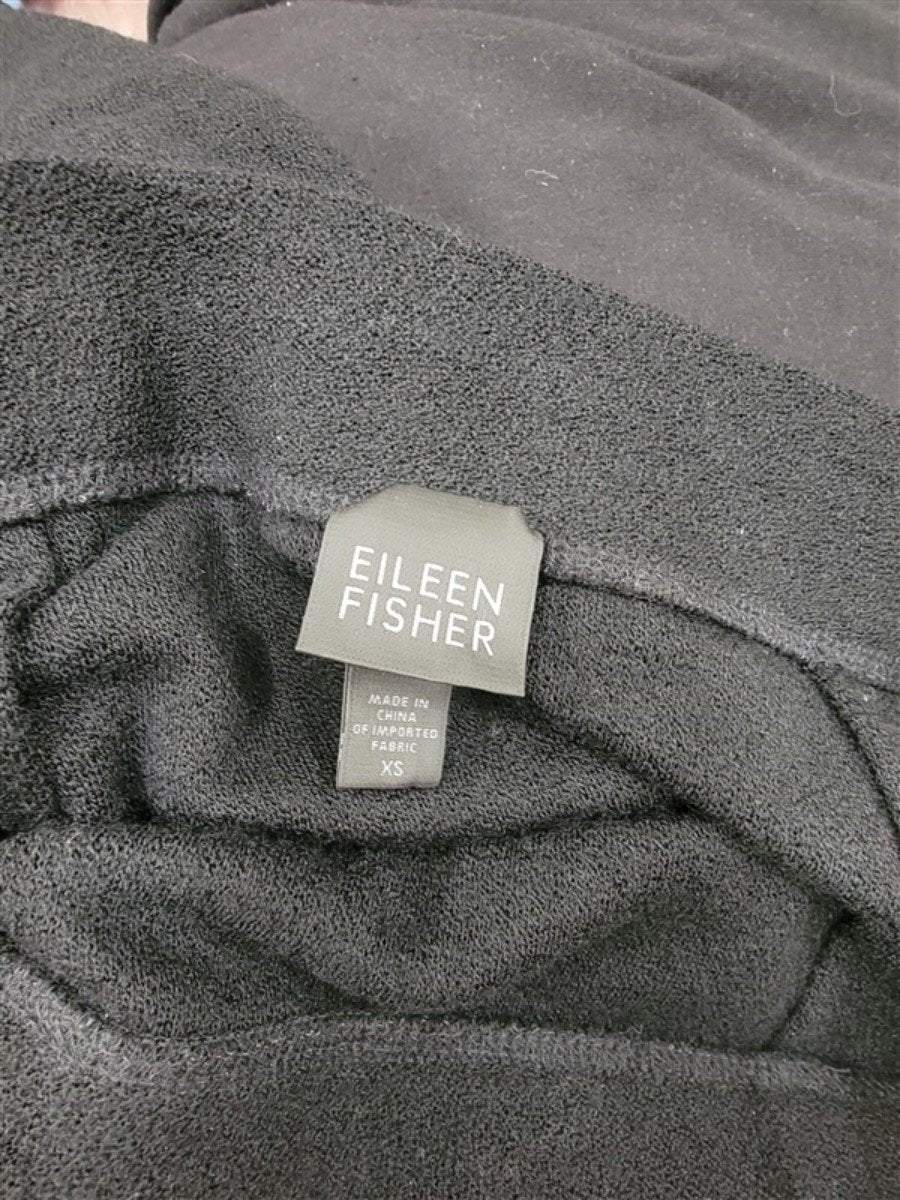 EILEEN
FISHER
MADE IN
CHINA
OF IMPORTED
FABRIC
XS